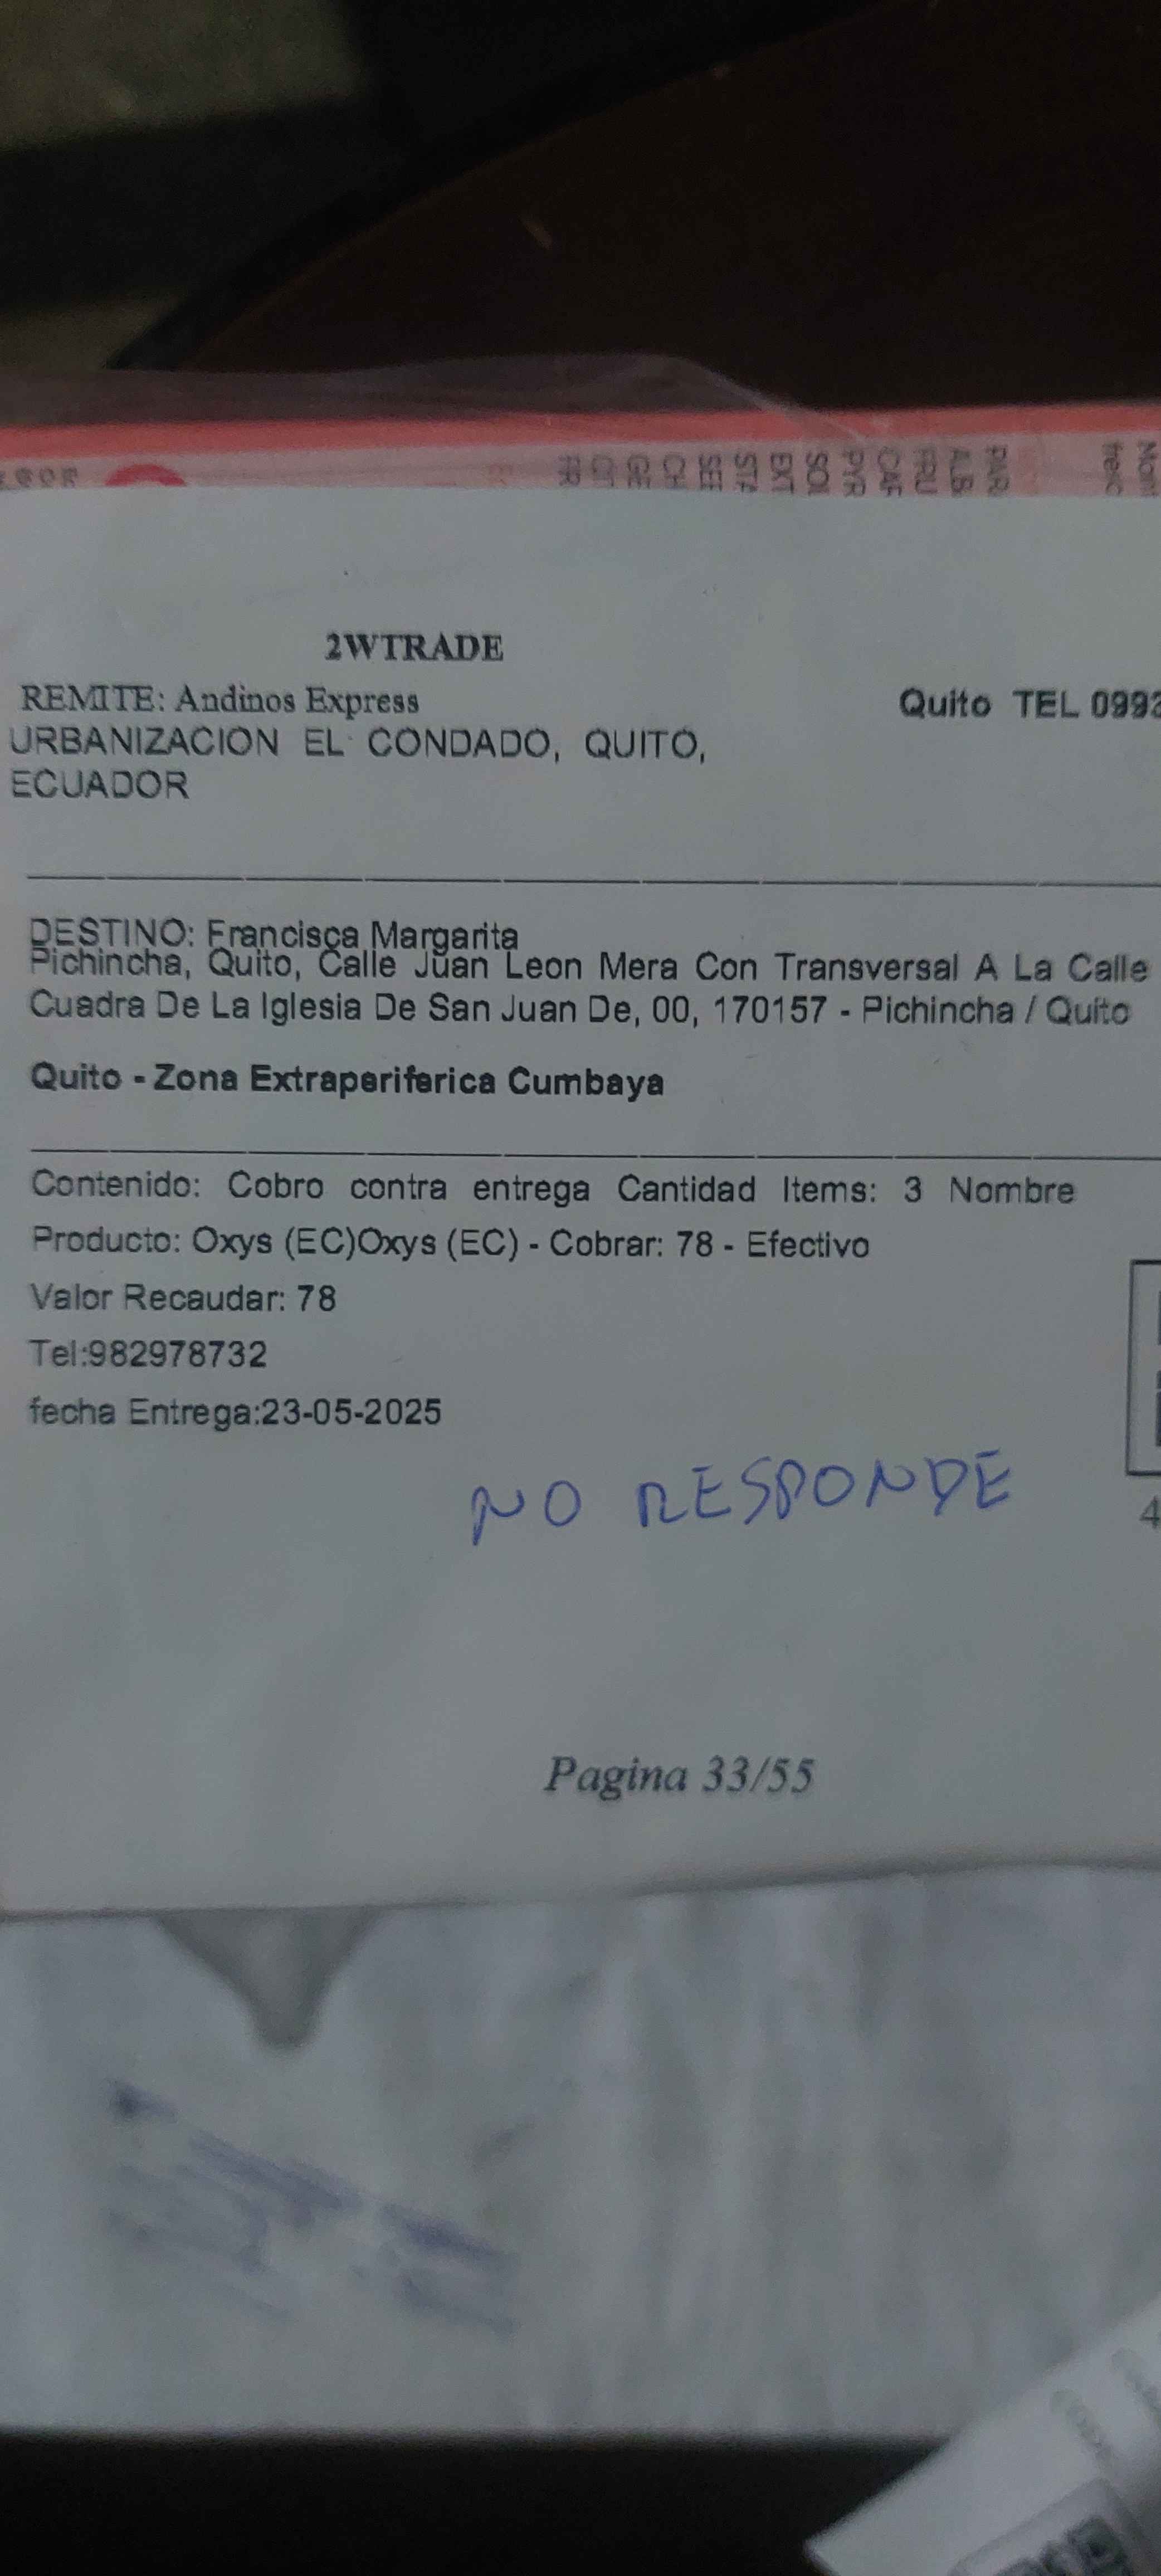 2WTRADE
REMITE: Andinos Express
Quito TEL 0993
URBANIZACION EL CONDADO, QUITO,
ECUADOR
DESTINO: Francisca Margarita
Pichincha, Quito, Calle Juan Leon Mera Con Transversal A La Calle
Cuadra De La Iglesia De San Juan De, 00, 170157 - Pichincha / Quito
Quito - Zona Extraperiferica Cumbaya
Contenido: Cobro contra entrega Cantidad Items: 3 Nombre
Producto: Oxys (EC)Oxys (EC) - Cobrar: 78 - Efectivo
Valor Recaudar: 78
Tel:982978732
fecha Entrega:23-05-2025
NO RESPONDE
4
Pagina 33/55